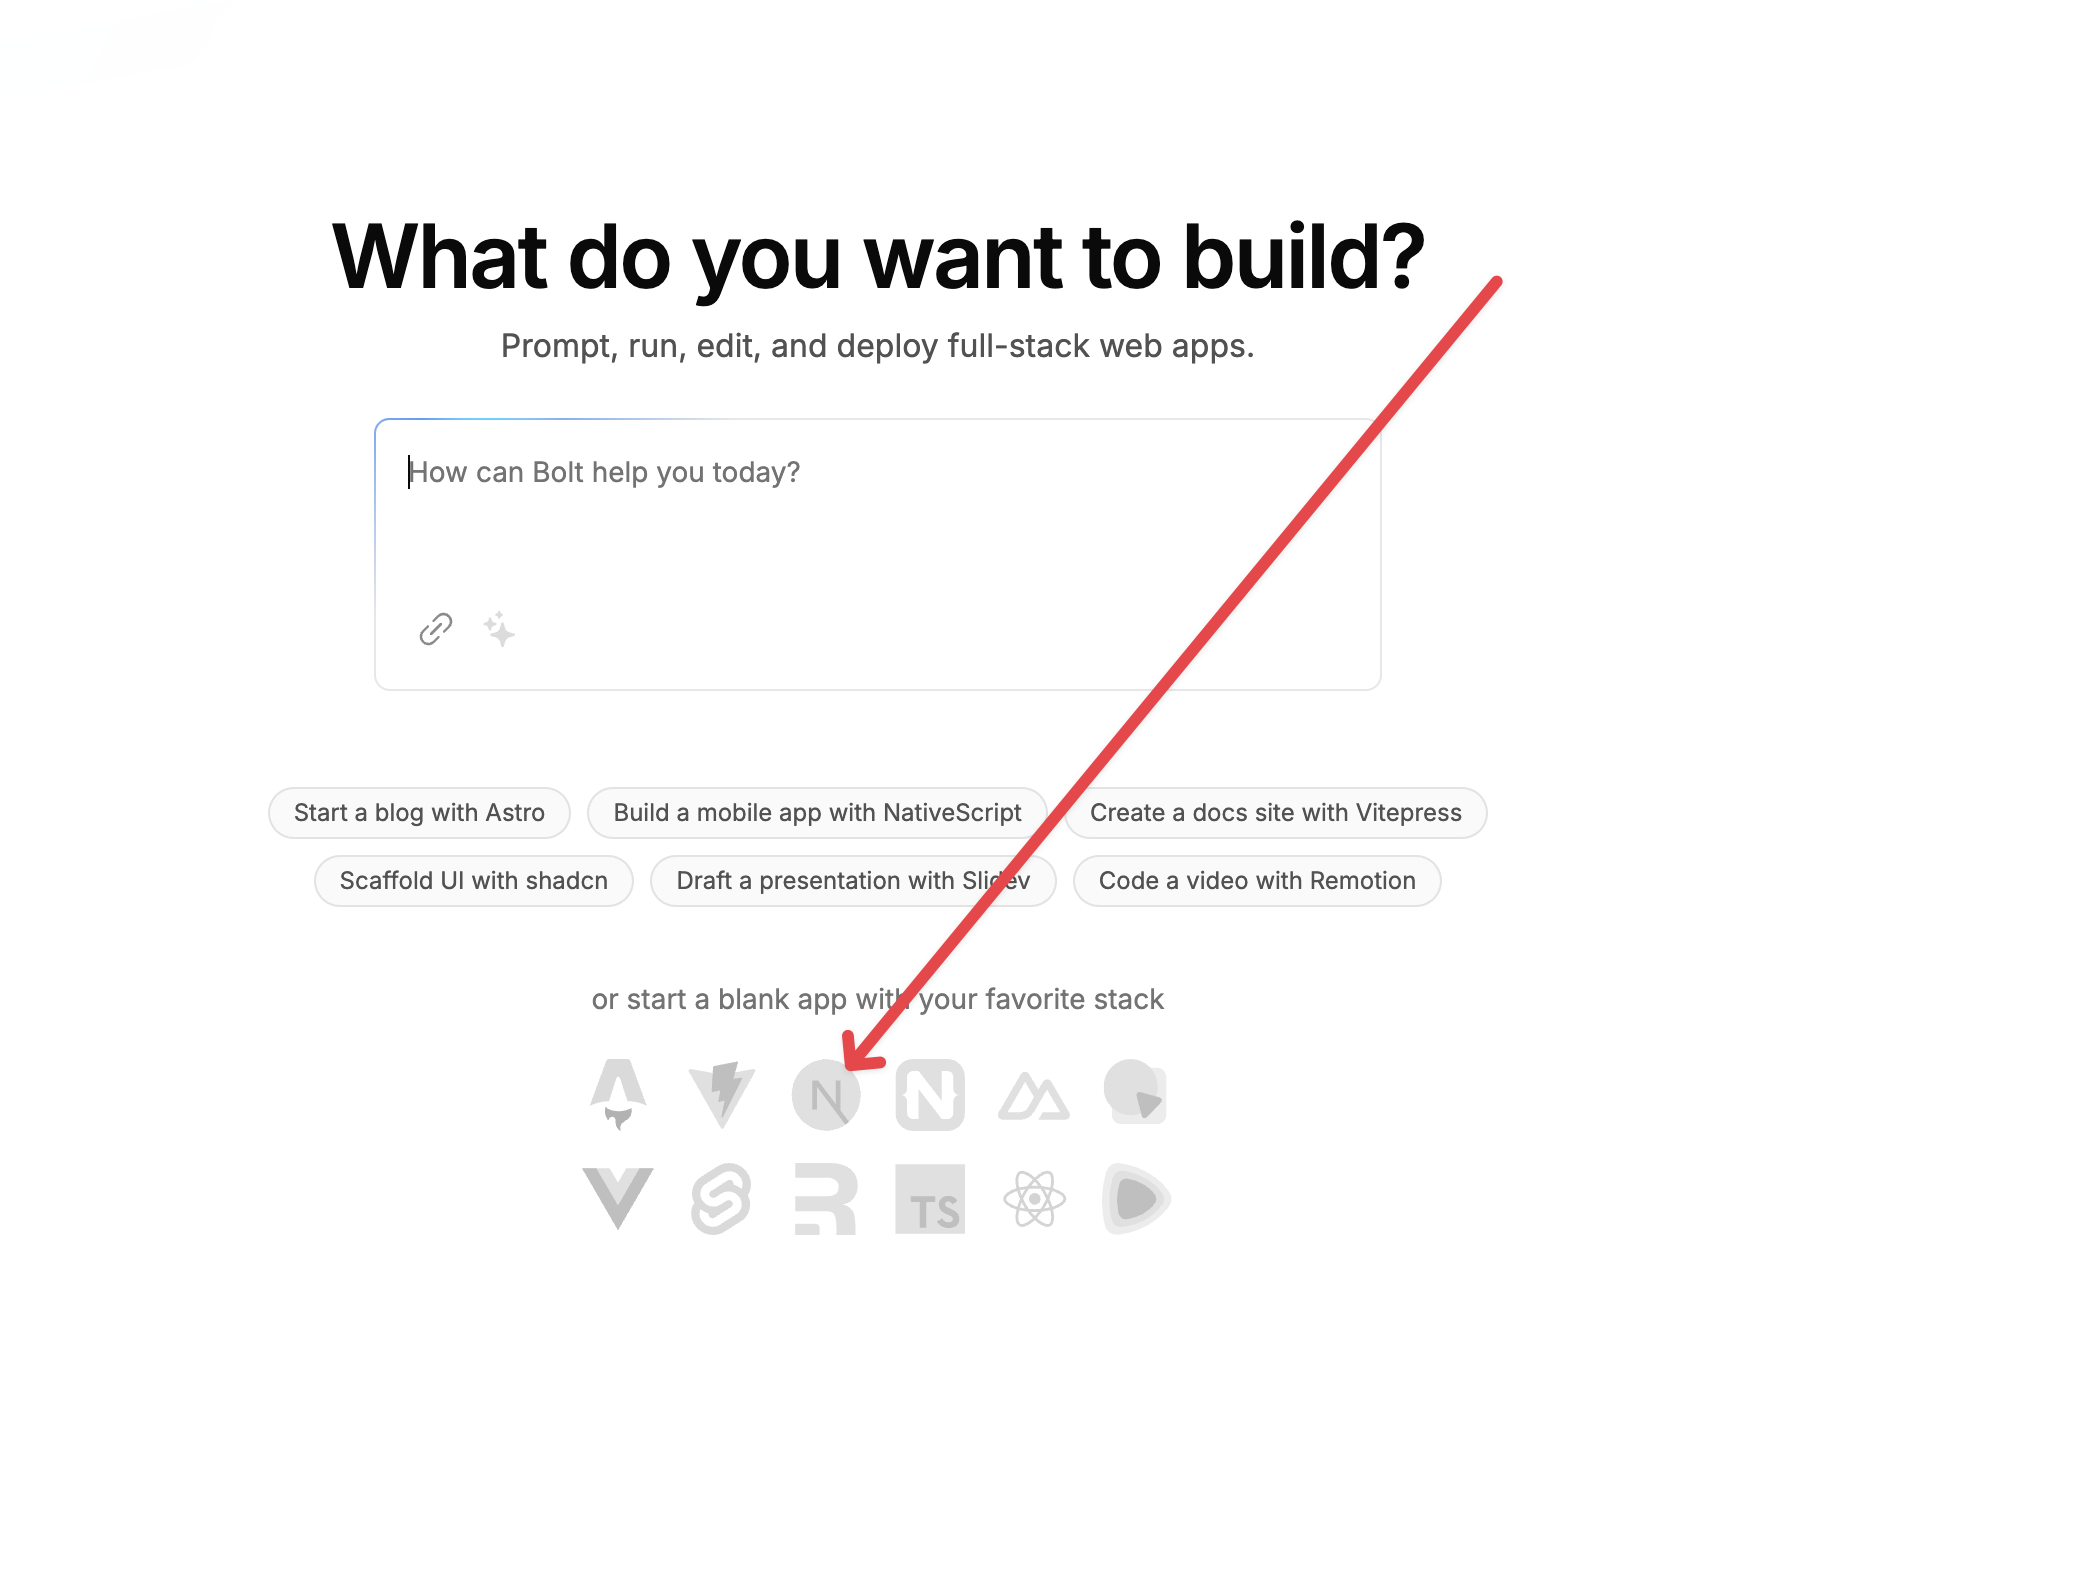 What do you want to build?
Prompt, run, edit, and deploy full-stack web apps.
How can Bolt help you today?
Start a blog with Astro
Build a mobile app with NativeScript
Create a docs site with Vitepress
Scaffold UI with shadcn
Draft a presentation with Slidev
Code a video with Remotion
or start a blank app with your favorite stack
N
N
TS